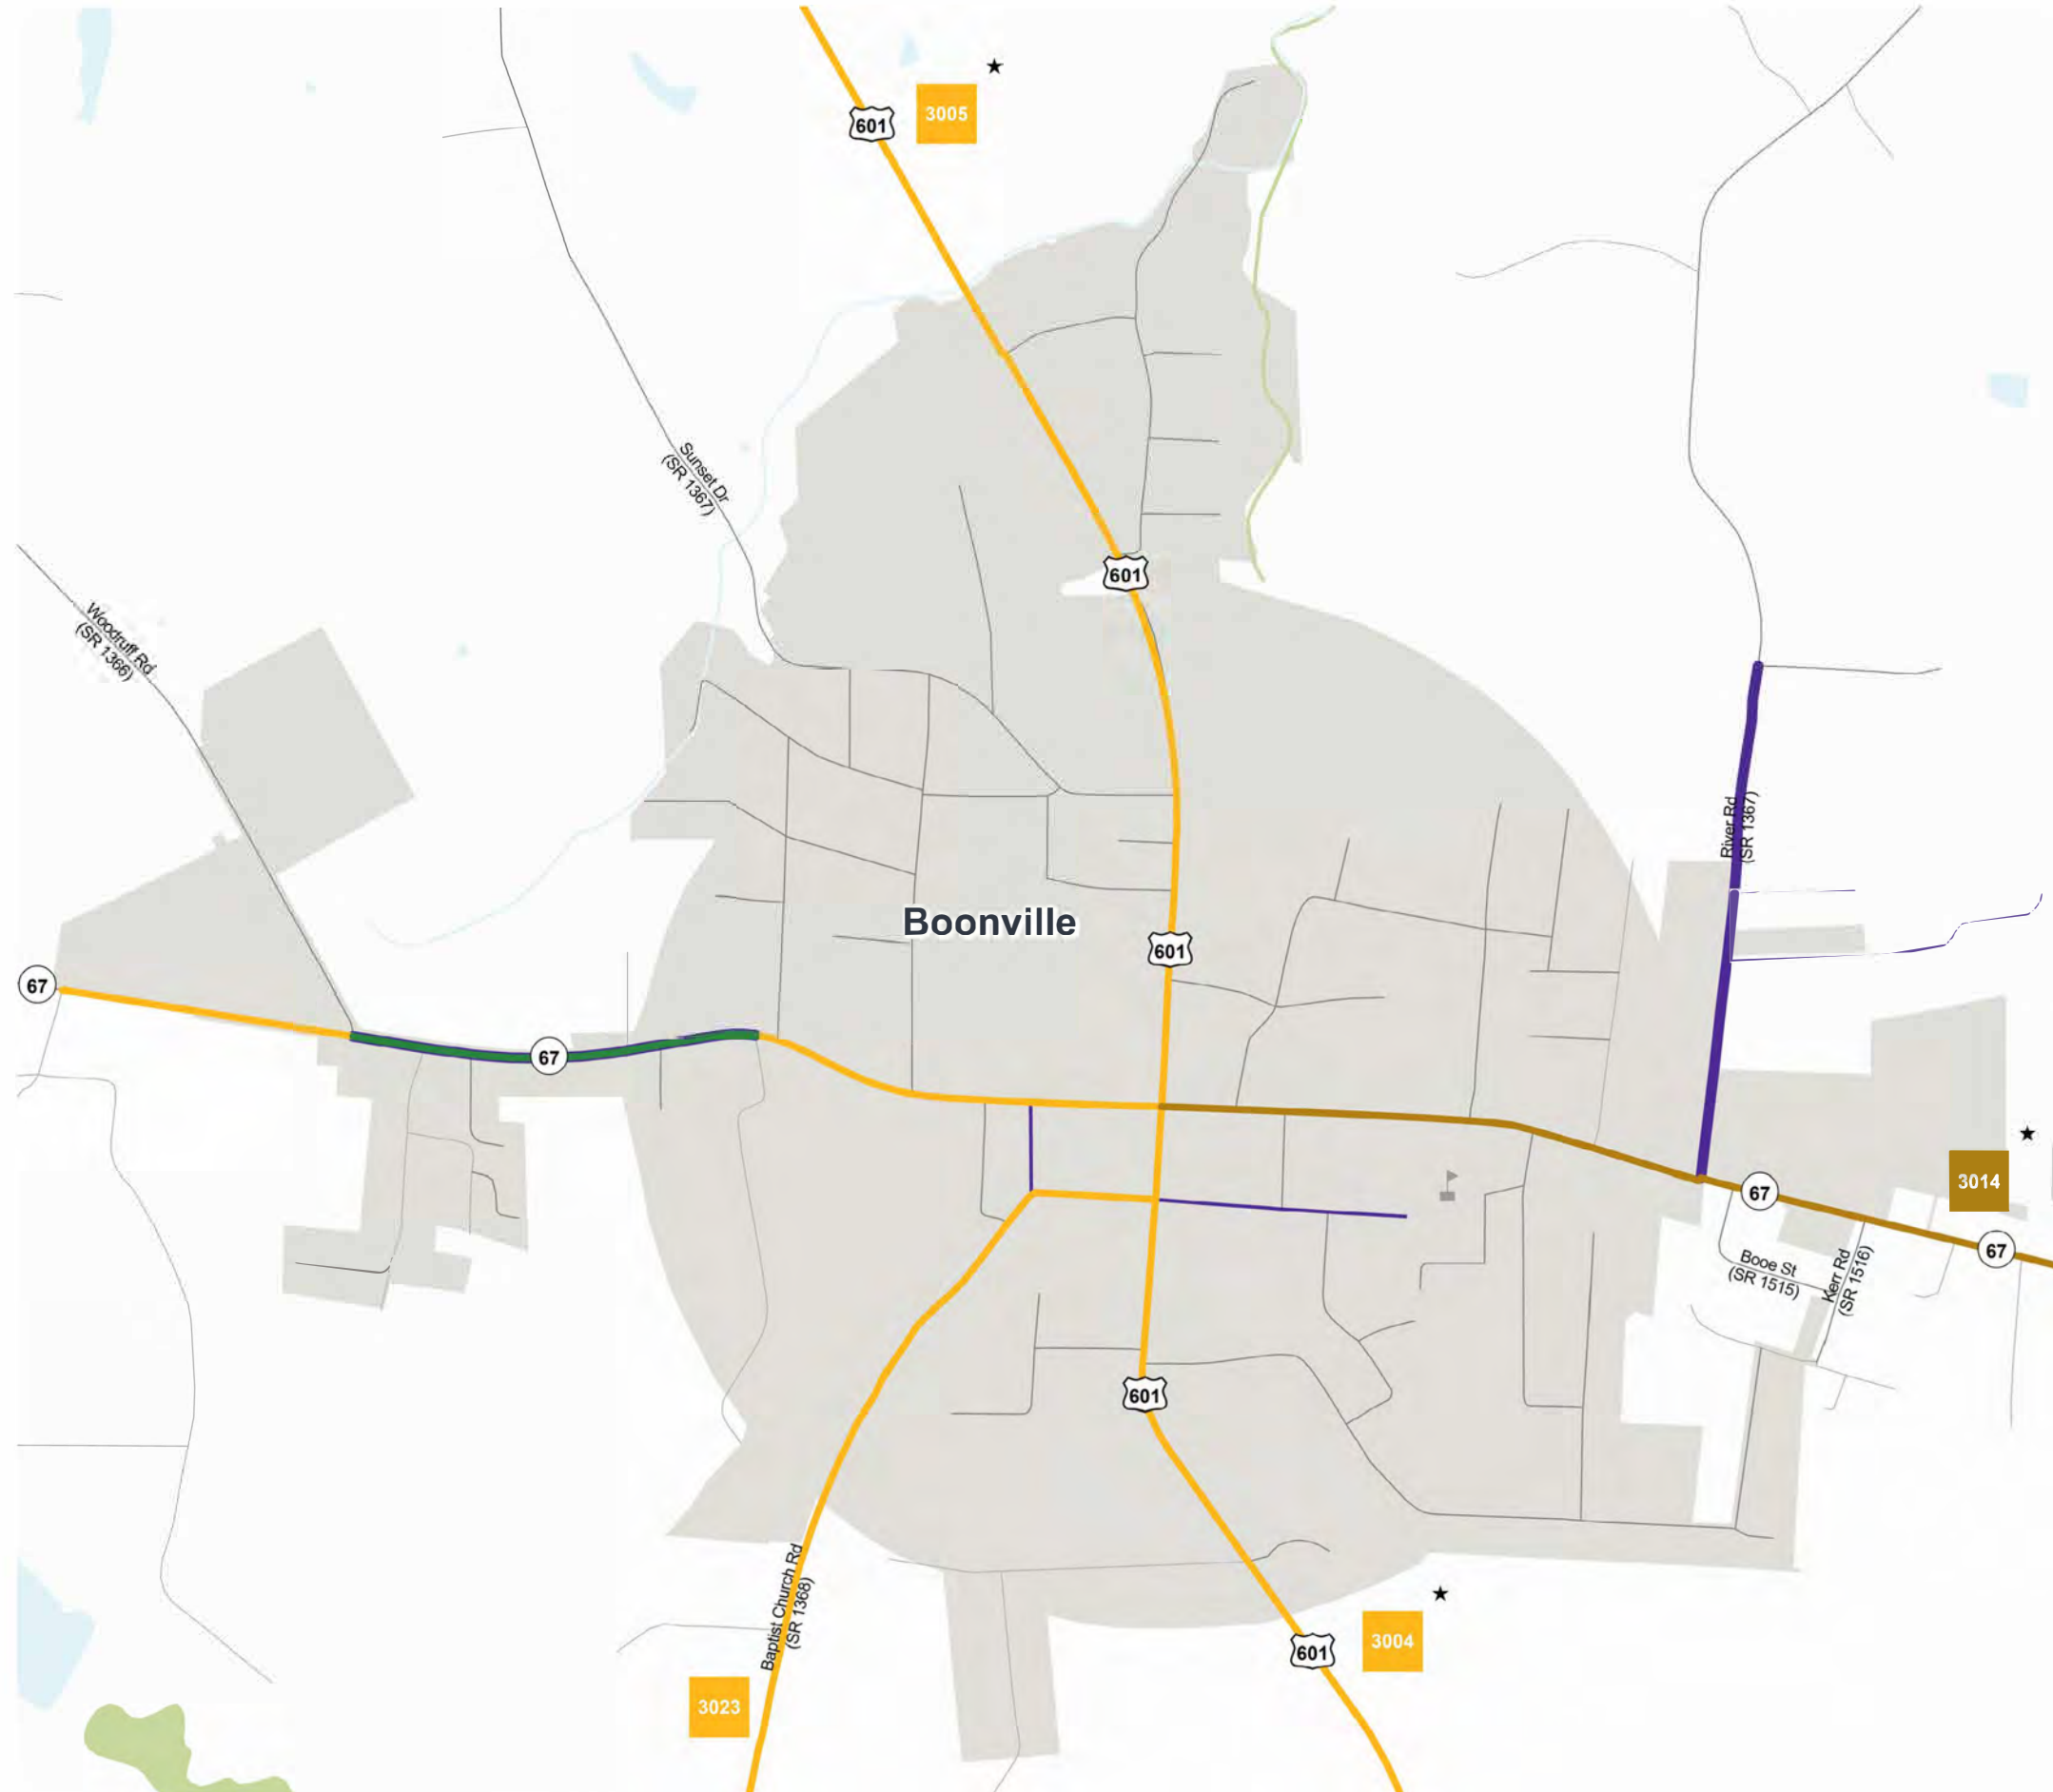 601
3005
Sunset Dr
(SR 1367)
601
Woodruff Rd
(SR 1366)
River Rd
(SR 1367)
Boonville
601
67
67
67
3014
67
Booe St
(SR 1515)
Kerr Rd
(SR 1516)
601
Baptist Church Rd
(SR 1368)
601
3004
3023